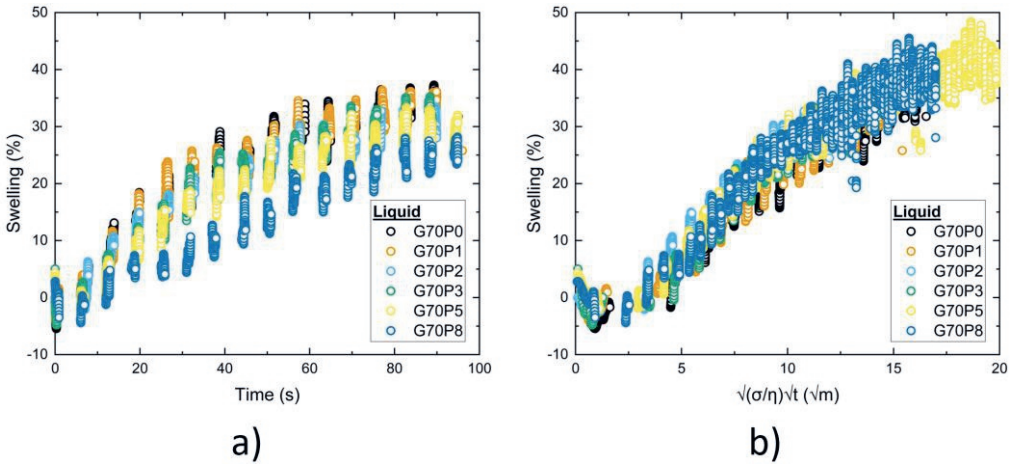 50
40
30
20
10
0
-10
Swelling (%)
0 20 40 60 80 100
Time (s)
Liquid
G70P0
G70P1
G70P2
G70P3
G70P5
G70P8
a)
50
40
30
20
10
0
-10
Swelling (%)
0 5 10 15 20
√(σ/η)√t (√m)
Liquid
G70P0
G70P1
G70P2
G70P3
G70P5
G70P8
b)